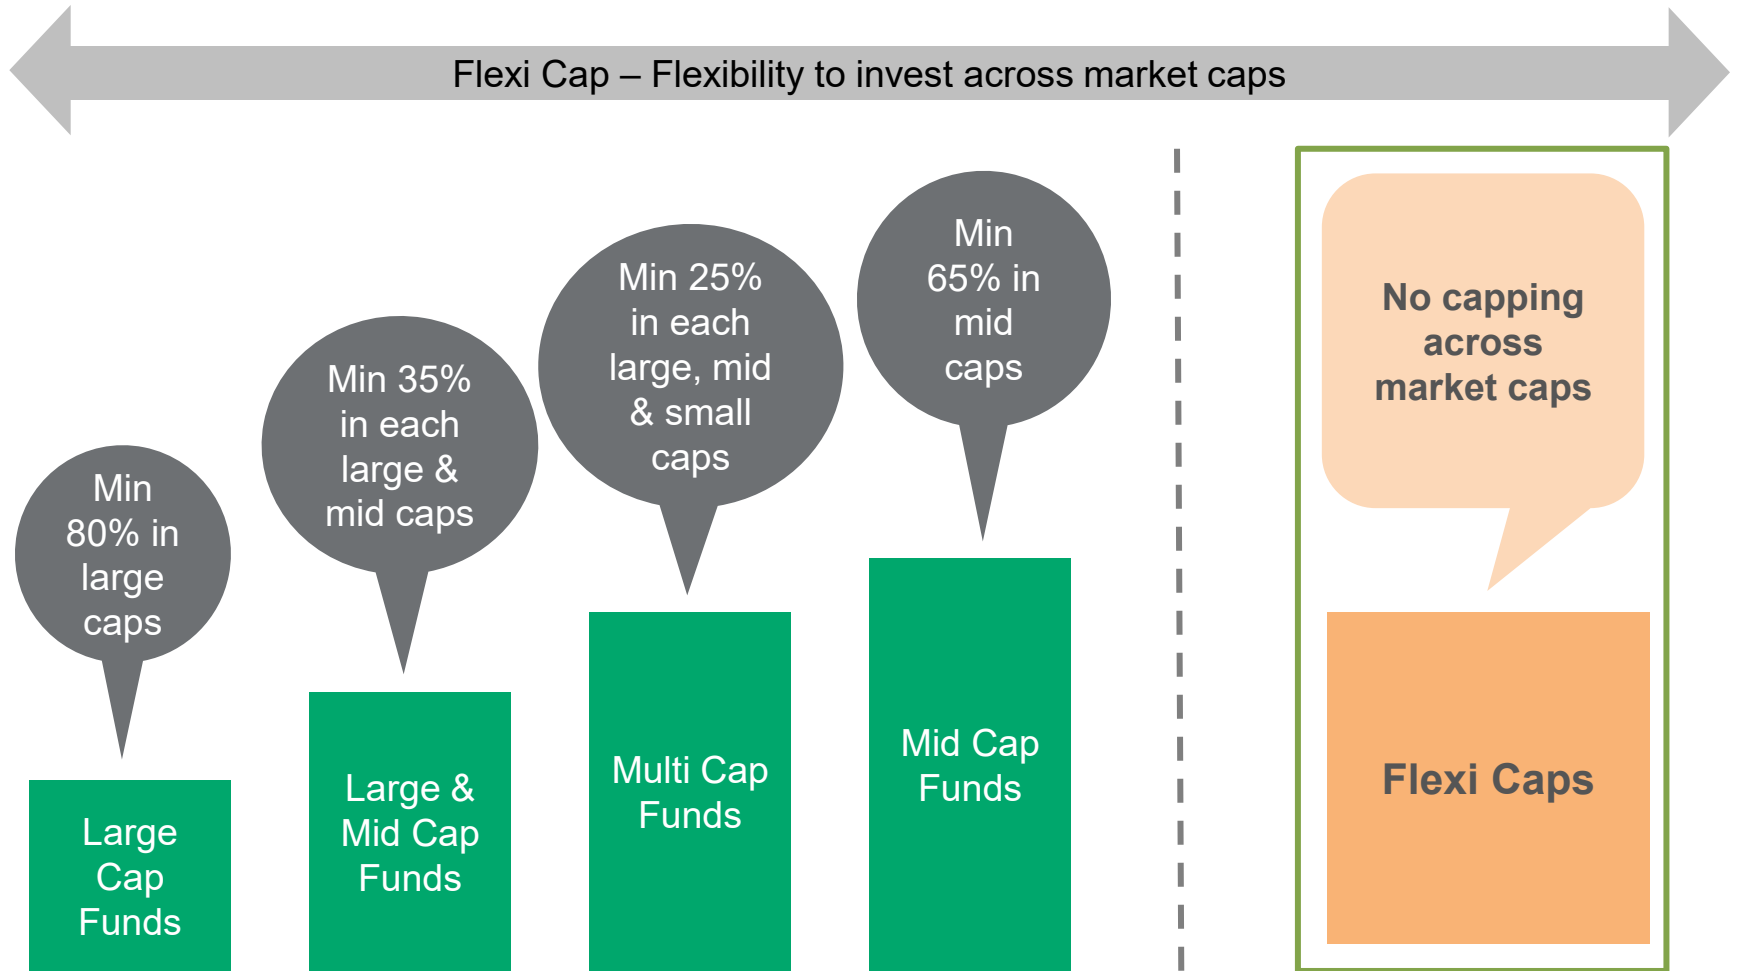 Flexi Cap – Flexibility to invest across market caps
Min
80% in
large
caps
Min 35%
in each
large &
mid caps
Min 25%
in each
large, mid
& small
caps
Min
65% in
mid
caps
No capping
across
market caps
Large
Cap
Funds
Large &
Mid Cap
Funds
Multi Cap
Funds
Mid Cap
Funds
Flexi Caps